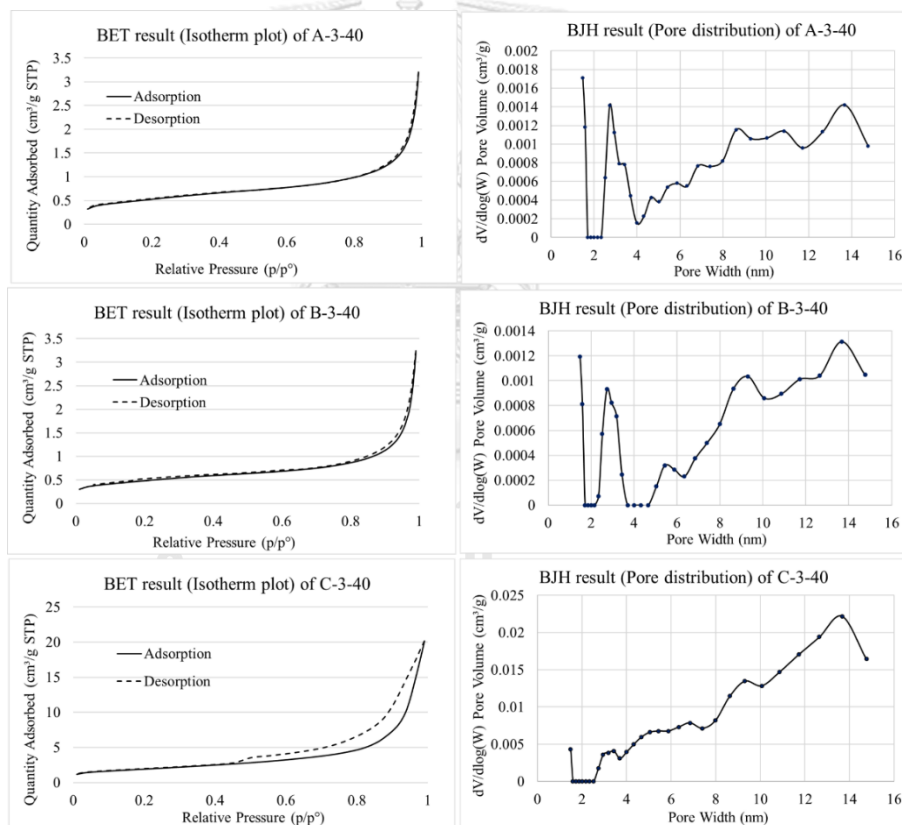 BET result (Isotherm plot) of A-3-40
Quantity Adsorbed (cm³/g STP)
3.5
3
2.5
2
1.5
1
0.5
0
Adsorption
Desorption
0 0.2 0.4 0.6 0.8 1
Relative Pressure (p/p°)
BJH result (Pore distribution) of A-3-40
dV/dlog(W) Pore Volume (cm³/g)
0.002
0.0018
0.0016
0.0014
0.0012
0.001
0.0008
0.0006
0.0004
0.0002
0
0 2 4 6 8 10 12 14 16
Pore Width (nm)
BET result (Isotherm plot) of B-3-40
Quantity Adsorbed (cm³/g STP)
3.5
3
2.5
2
1.5
1
0.5
0
Adsorption
Desorption
0 0.2 0.4 0.6 0.8 1
Relative Pressure (p/p°)
BJH result (Pore distribution) of B-3-40
dV/dlog(W) Pore Volume (cm³/g)
0.0014
0.0012
0.001
0.0008
0.0006
0.0004
0.0002
0
0 2 4 6 8 10 12 14 16
Pore Width (nm)
BET result (Isotherm plot) of C-3-40
Quantity Adsorbed (cm³/g STP)
25
20
15
10
5
0
Adsorption
Desorption
0 0.2 0.4 0.6 0.8 1
Relative Pressure (p/p°)
BJH result (Pore distribution) of C-3-40
dV/dlog(W) Pore Volume (cm³/g)
0.025
0.02
0.015
0.01
0.005
0
0 2 4 6 8 10 12 14 16
Pore Width (nm)